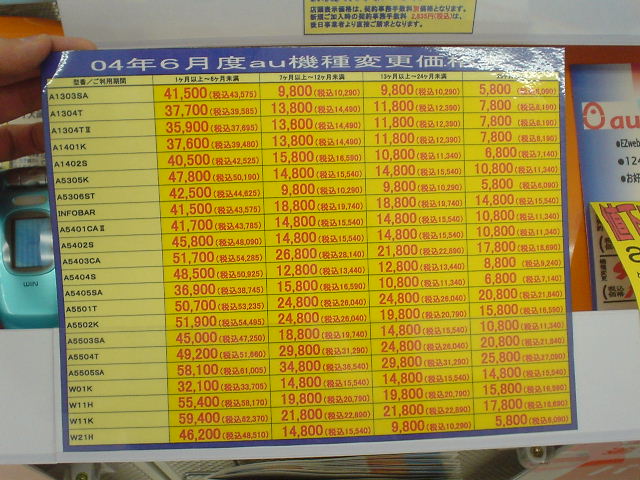 店頭表示価格は、契約事務手数料別価格となります。
新規ご加入時の契約事務手数料 2,835円(税込)は、
後日事業者より直接ご請求となります。
04年6月度au機種変更価格
型番／ご利用期間 1ヶ月以上～6ヶ月未満 7ヶ月～12ヶ月未満 13ヶ月以上～24ヶ月未満
A1303SA 41,500(税込43,575) 9,800(税込10,290) 9,800(税込10,290) 5,800(税込6,090)
A1304T 37,700(税込39,585) 13,800(税込14,490) 11,800(税込12,390) 7,800(税込8,190)
A1304TⅡ 35,900(税込37,695) 13,800(税込14,490) 11,800(税込12,390) 7,800(税込8,190)
A1401K 37,600(税込39,480) 13,800(税込14,490) 11,800(税込12,390) 7,800(税込8,190)
A1402S 40,500(税込42,525) 15,800(税込16,590) 10,800(税込11,340) 6,800(税込7,140)
A5305K 47,800(税込50,190) 14,800(税込15,540) 14,800(税込15,540) 10,800(税込11,340)
A5306ST 42,500(税込44,625) 9,800(税込10,290) 9,800(税込10,290) 5,800(税込6,090)
INFOBAR 41,500(税込43,575) 18,800(税込19,740) 18,800(税込19,740) 14,800(税込15,540)
A5401CAⅡ 41,700(税込43,785) 14,800(税込15,540) 14,800(税込15,540) 10,800(税込11,340)
A5402S 45,800(税込48,090) 14,800(税込15,540) 14,800(税込15,540) 10,800(税込11,340)
A5403CA 51,700(税込54,285) 26,800(税込28,140) 21,800(税込22,890) 17,800(税込18,690)
A5404S 48,500(税込50,925) 12,800(税込13,440) 12,800(税込13,440) 8,800(税込9,240)
A5405SA 36,900(税込38,745) 15,800(税込16,590) 10,800(税込11,340) 6,800(税込7,140)
A5501T 50,700(税込53,235) 24,800(税込26,040) 24,800(税込26,040) 20,800(税込21,840)
A5502K 51,900(税込54,495) 24,800(税込26,040) 19,800(税込20,790) 15,800(税込16,590)
A5503SA 45,000(税込47,250) 18,800(税込19,740) 14,800(税込15,540) 10,800(税込11,340)
A5504T 49,200(税込51,660) 29,800(税込31,290) 24,800(税込26,040) 20,800(税込21,840)
A5505SA 58,100(税込61,005) 34,800(税込36,540) 29,800(税込31,290) 25,800(税込27,090)
W01K 32,100(税込33,705) 14,800(税込15,540) 14,800(税込15,540) 14,800(税込15,540)
W11H 55,400(税込58,170) 19,800(税込20,790) 19,800(税込20,790) 15,800(税込16,590)
W11K 59,400(税込62,370) 21,800(税込22,890) 21,800(税込22,890) 17,800(税込18,690)
W21H 46,200(税込48,510) 14,800(税込15,540) 9,800(税込10,290) 5,800(税込6,090)
au
●EZweb
●お好
WIN